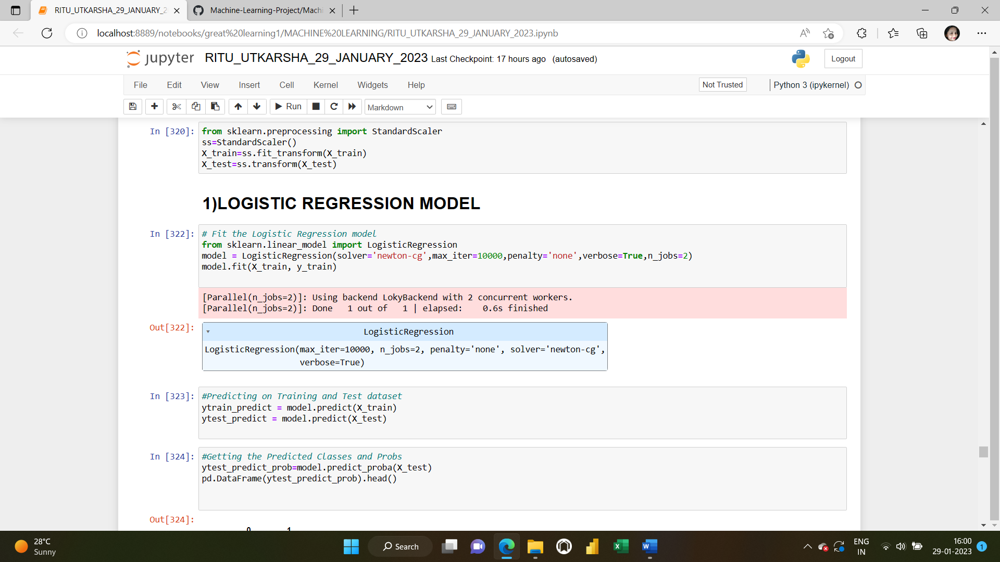 RITU_UTKARSHA_29_JANUARY_2
Machine-Learning-Project/Machi
localhost:8889/notebooks/great%20learning1/MACHINE%20LEARNING/RITU_UTKARSHA_29_JANUARY_2023.ipynb
jupyter RITU_UTKARSHA_29_JANUARY_2023 Last Checkpoint: 17 hours ago (autosaved)
Logout
File Edit View Insert Cell Kernel Widgets Help
Not Trusted
Python 3 (ipykernel)
Run
Markdown
In [320]:
from sklearn.preprocessing import StandardScaler
ss=StandardScaler()
X_train=ss.fit_transform(X_train)
X_test=ss.transform(X_test)
1)LOGISTIC REGRESSION MODEL
In [322]:
# Fit the Logistic Regression model
from sklearn.linear_model import LogisticRegression
model = LogisticRegression(solver='newton-cg',max_iter=10000,penalty='none',verbose=True,n_jobs=2)
model.fit(X_train, y_train)
[Parallel(n_jobs=2)]: Using backend LokyBackend with 2 concurrent workers.
[Parallel(n_jobs=2)]: Done   1 out of   1 | elapsed:    0.6s finished
Out[322]:
LogisticRegression
LogisticRegression(max_iter=10000, n_jobs=2, penalty='none', solver='newton-cg',
verbose=True)
In [323]:
#Predicting on Training and Test dataset
ytrain_predict = model.predict(X_train)
ytest_predict = model.predict(X_test)
In [324]:
#Getting the Predicted Classes and Probs
ytest_predict_prob=model.predict_proba(X_test)
pd.DataFrame(ytest_predict_prob).head()
Out[324]:
0 1
28°C
Sunny
Search
ENG
IN
16:00
29-01-2023
1